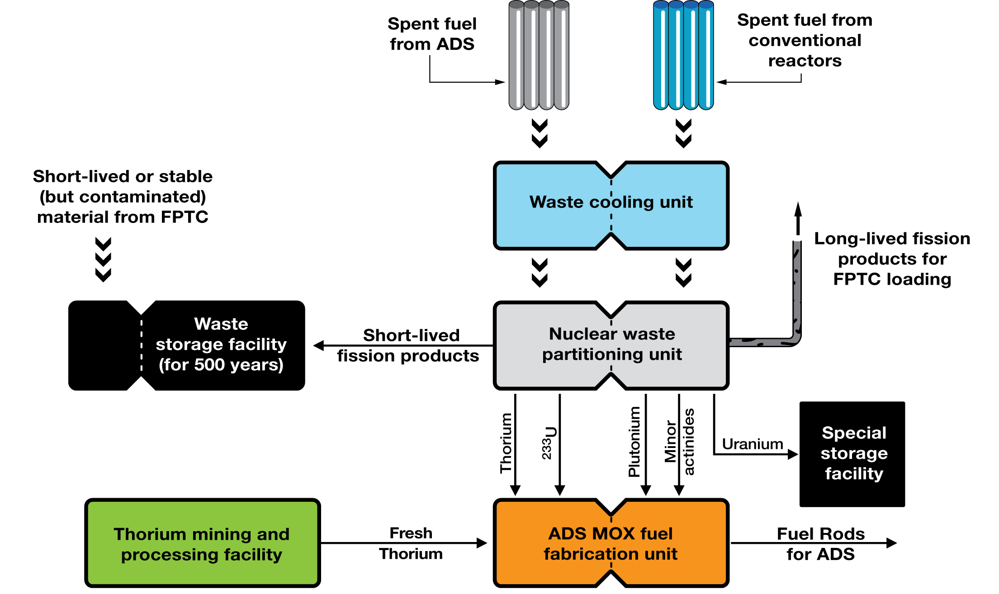 Spent fuel
from ADS
Spent fuel from
conventional
reactors
Short-lived or stable
(but contaminated)
material from FPTC
Waste cooling unit
Long-lived fission
products for
FPTC loading
Waste
storage facility
(for 500 years)
Short-lived
fission products
Nuclear waste
partitioning unit
Thorium
²³³U
Plutonium
Minor
actinides
Uranium
Special
storage
facility
Thorium mining and
processing facility
Fresh
Thorium
ADS MOX fuel
fabrication unit
Fuel Rods
for ADS